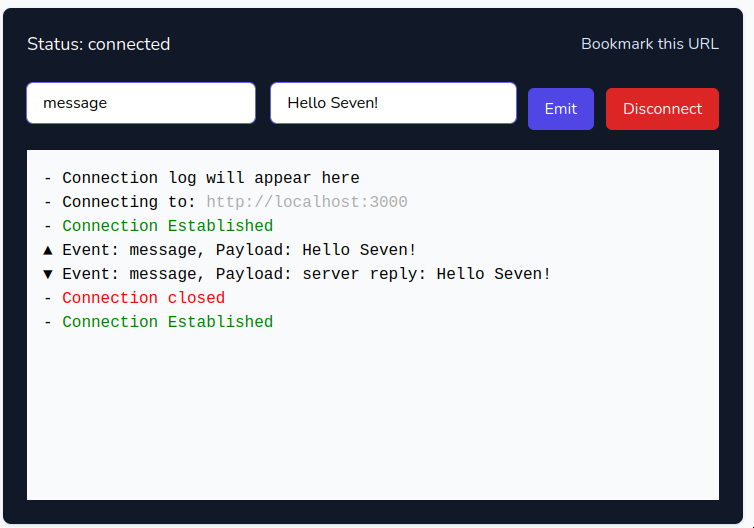 Status: connected
Bookmark this URL
message
Hello Seven!
Emit
Disconnect
- Connection log will appear here
- Connecting to: http://localhost:3000
- Connection Established
▲ Event: message, Payload: Hello Seven!
▼ Event: message, Payload: server reply: Hello Seven!
- Connection closed
- Connection Established